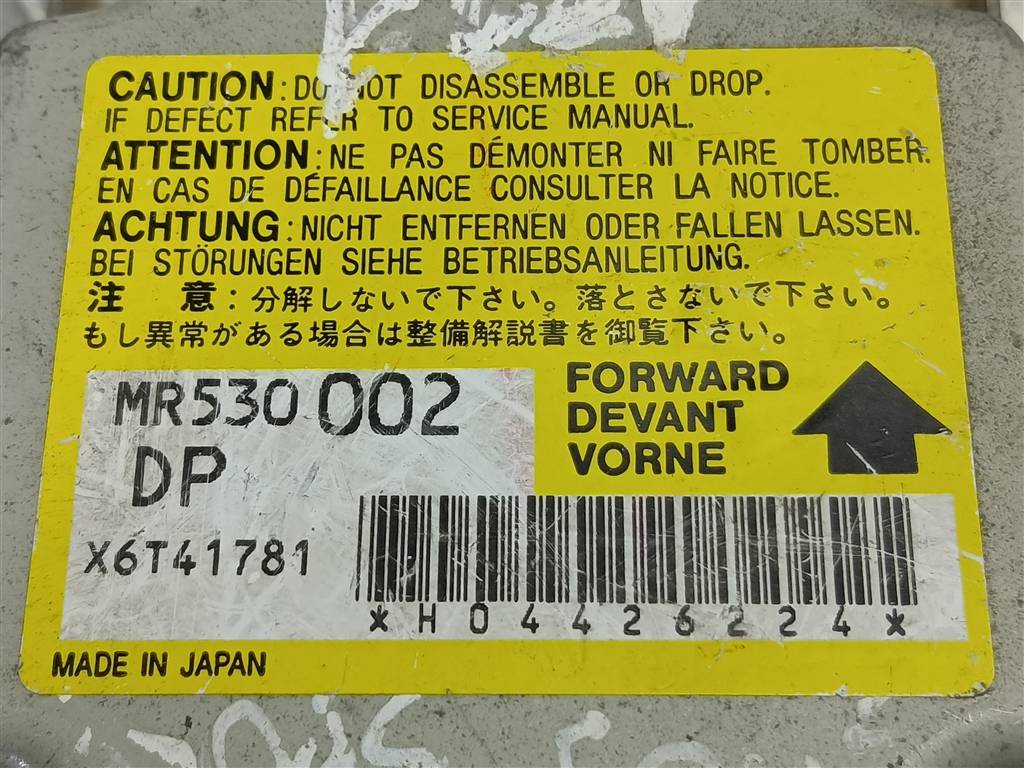 CAUTION: DO NOT DISASSEMBLE OR DROP.
IF DEFECT REFER TO SERVICE MANUAL.
ATTENTION: NE PAS DÉMONTER NI FAIRE TOMBER.
EN CAS DE DÉFAILLANCE CONSULTER LA NOTICE.
ACHTUNG: NICHT ENTFERNEN ODER FALLEN LASSEN.
BEI STÖRUNGEN SIEHE BETRIEBSANLEITUNG.
注 意:分解しないで下さい。落とさないで下さい。
もし異常がある場合は整備解説書を御覧下さい。
MR530002
DP
X6T41781
FORWARD
DEVANT
VORNE
*H04426224*
MADE IN JAPAN